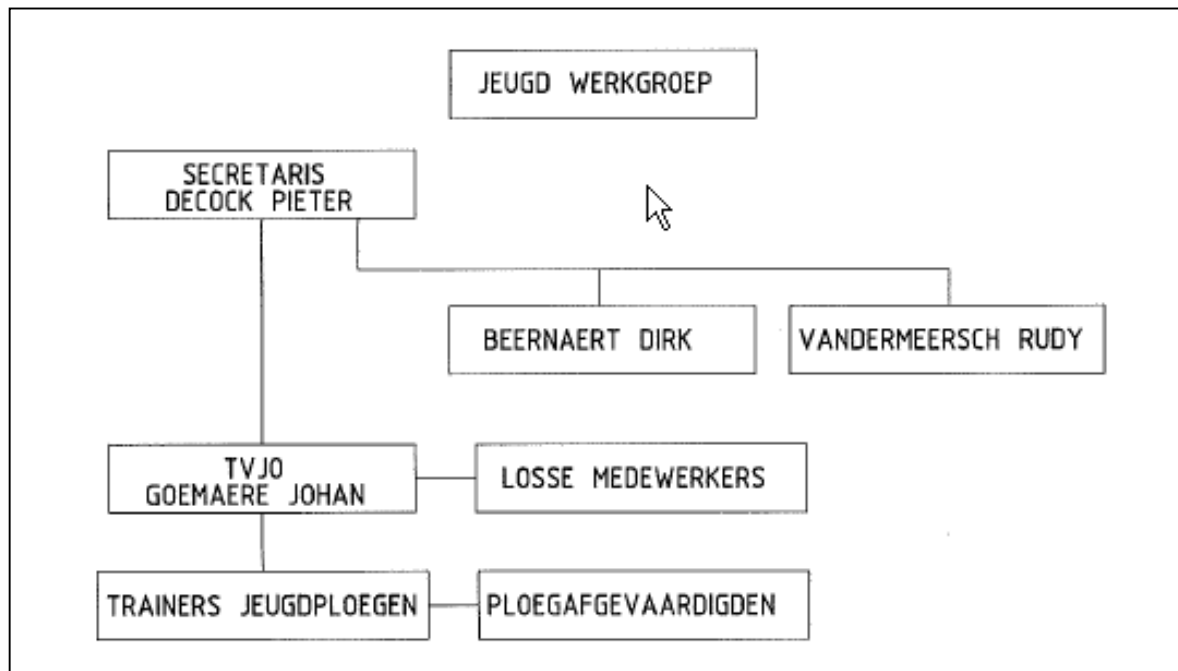 JEUGD WERKGROEP
SECRETARIS
DECOCK PIETER
BEERNAERT DIRK
VANDERMEERSCH RUDY
TVJO
GOEMAERE JOHAN
LOSSE MEDEWERKERS
TRAINERS JEUGDPLOEGEN
PLOEGAFGEVAARDIGDEN